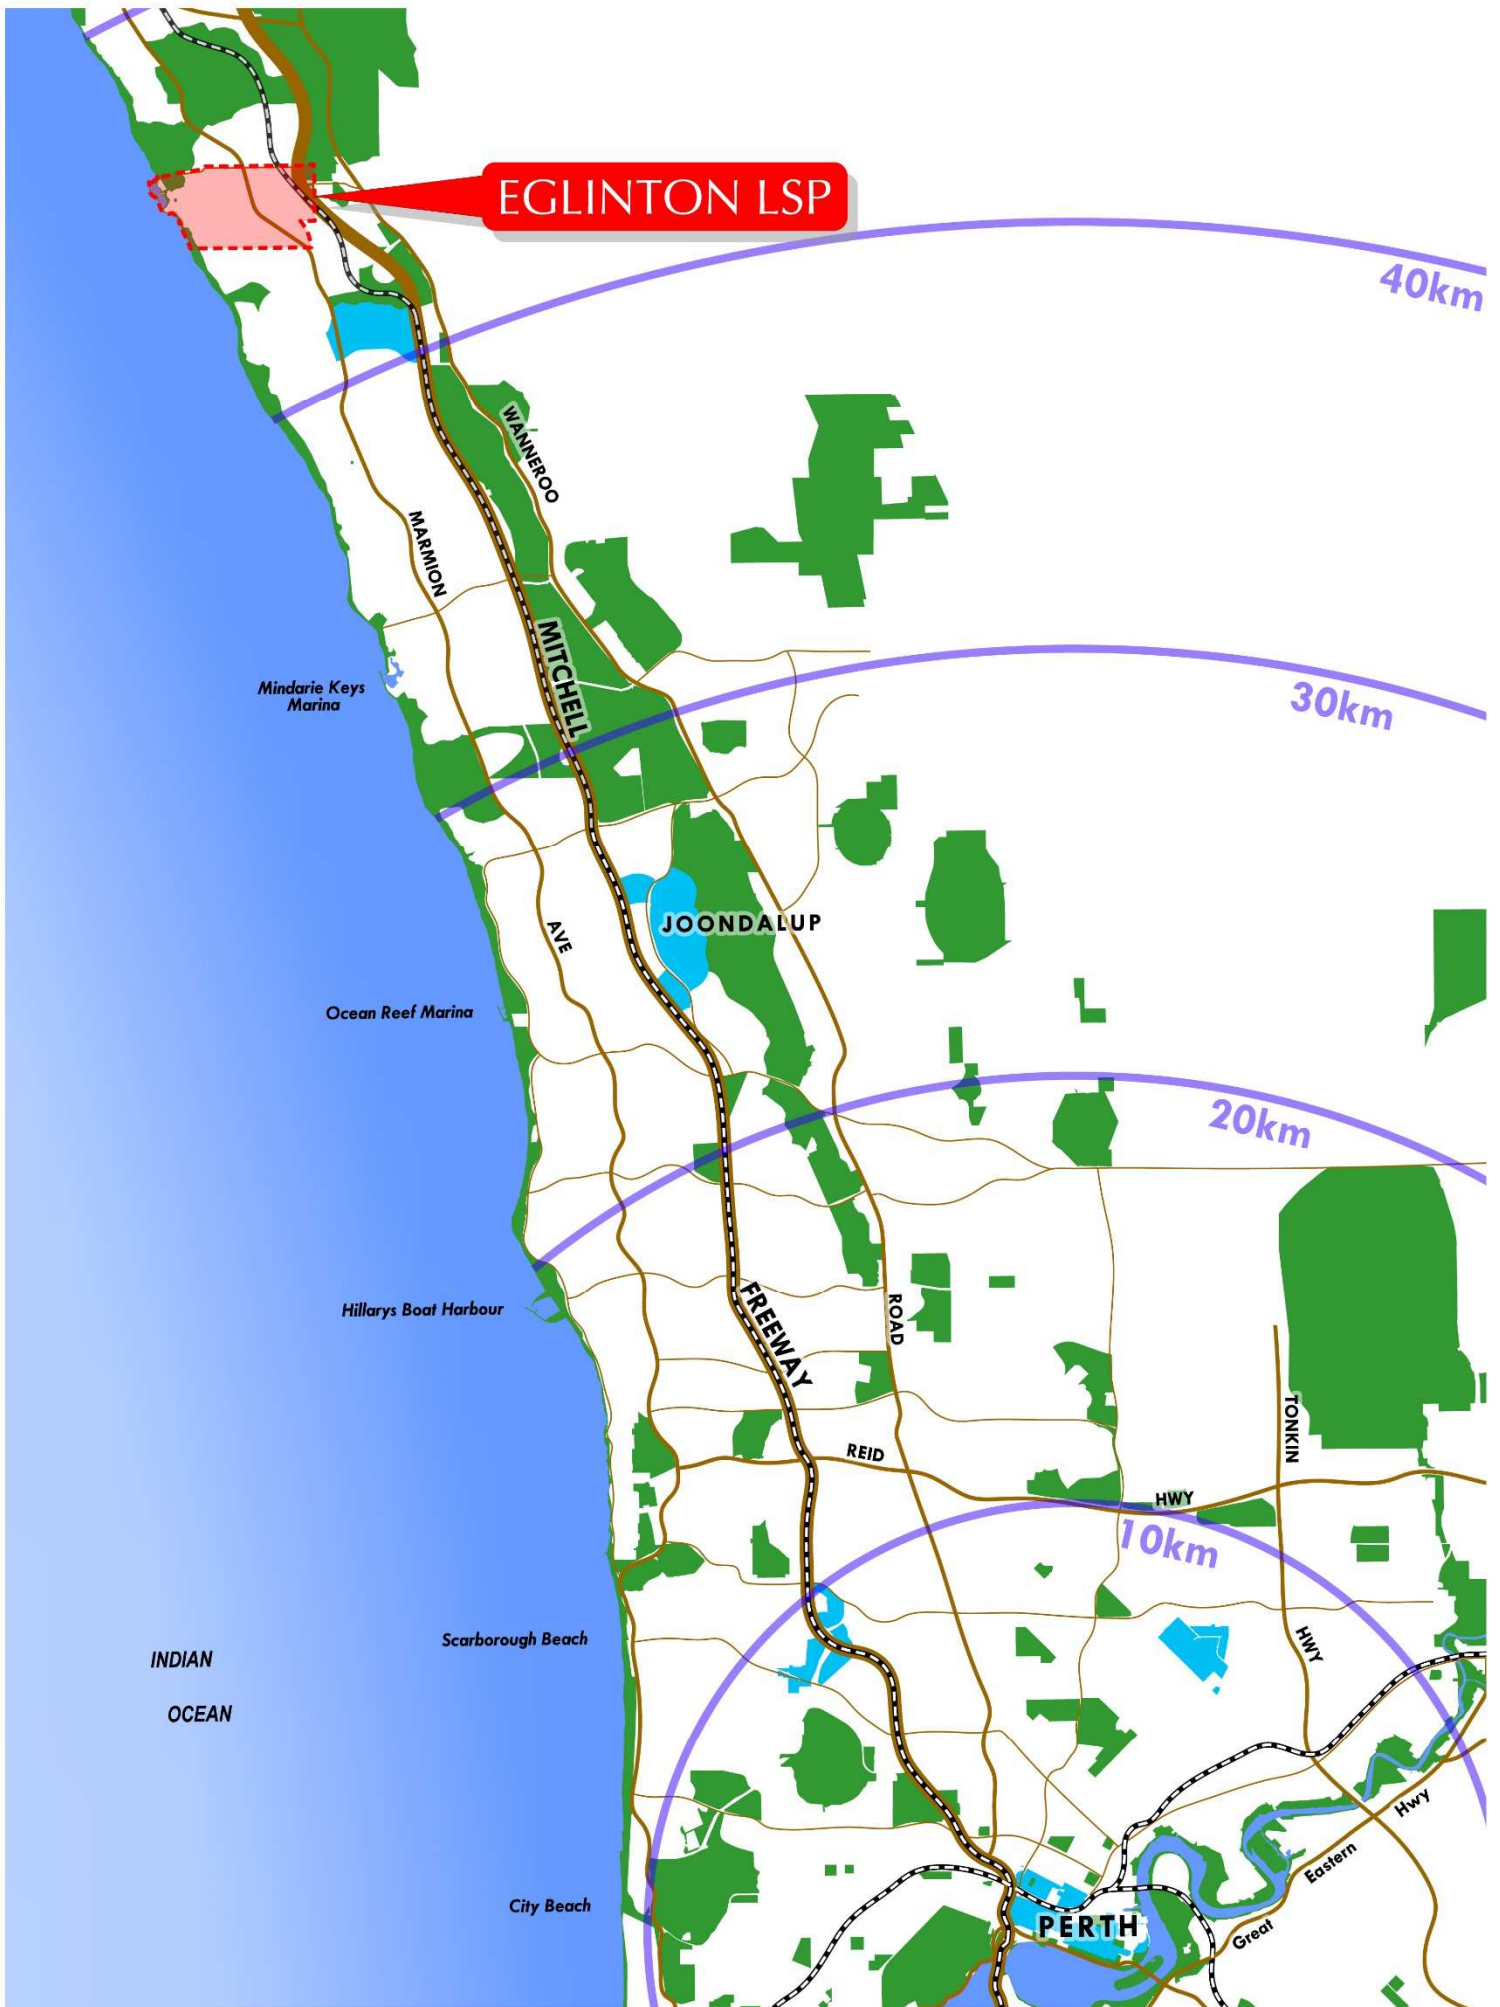 EGLINTON LSP
40km
WANNEROO
MARMION
MITCHELL
Mindarie Keys
Marina
30km
JOONDALUP
AVE
Ocean Reef Marina
20km
Hillarys Boat Harbour
FREEWAY
ROAD
TONKIN
REID
HWY
10km
HWY
Scarborough Beach
INDIAN
OCEAN
Hwy
Eastern
City Beach
PERTH
Great